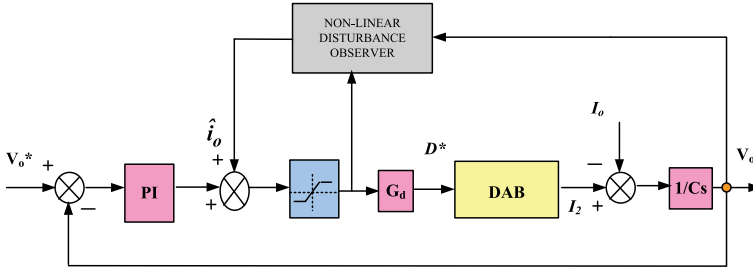 NON-LINEAR
DISTURBANCE
OBSERVER
î_o
I_o
V_o*
+
−
PI
+
+
G_d
D*
DAB
I_2
−
+
1/Cs
V_o